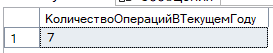 КоличествоОперацийВТекущемГоду
1 7